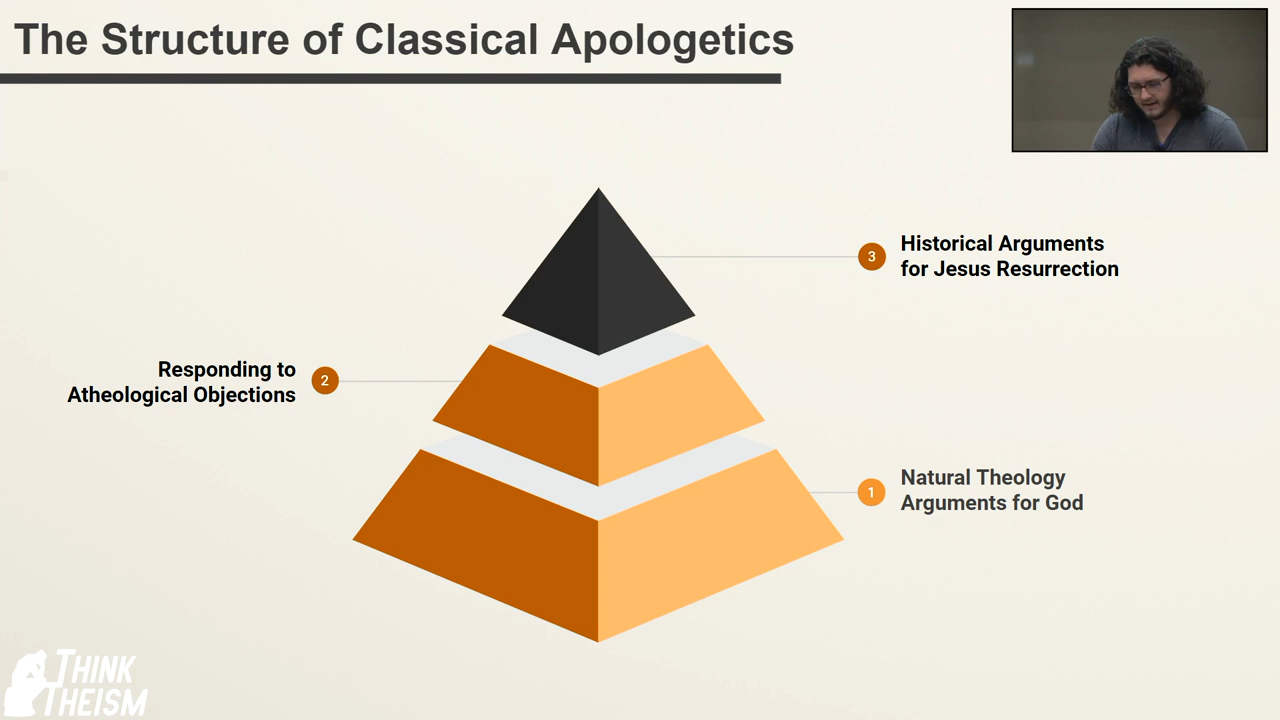 The Structure of Classical Apologetics
3
Historical Arguments
for Jesus Resurrection
Responding to
Atheological Objections
2
1
Natural Theology
Arguments for God
THINK
THEISM